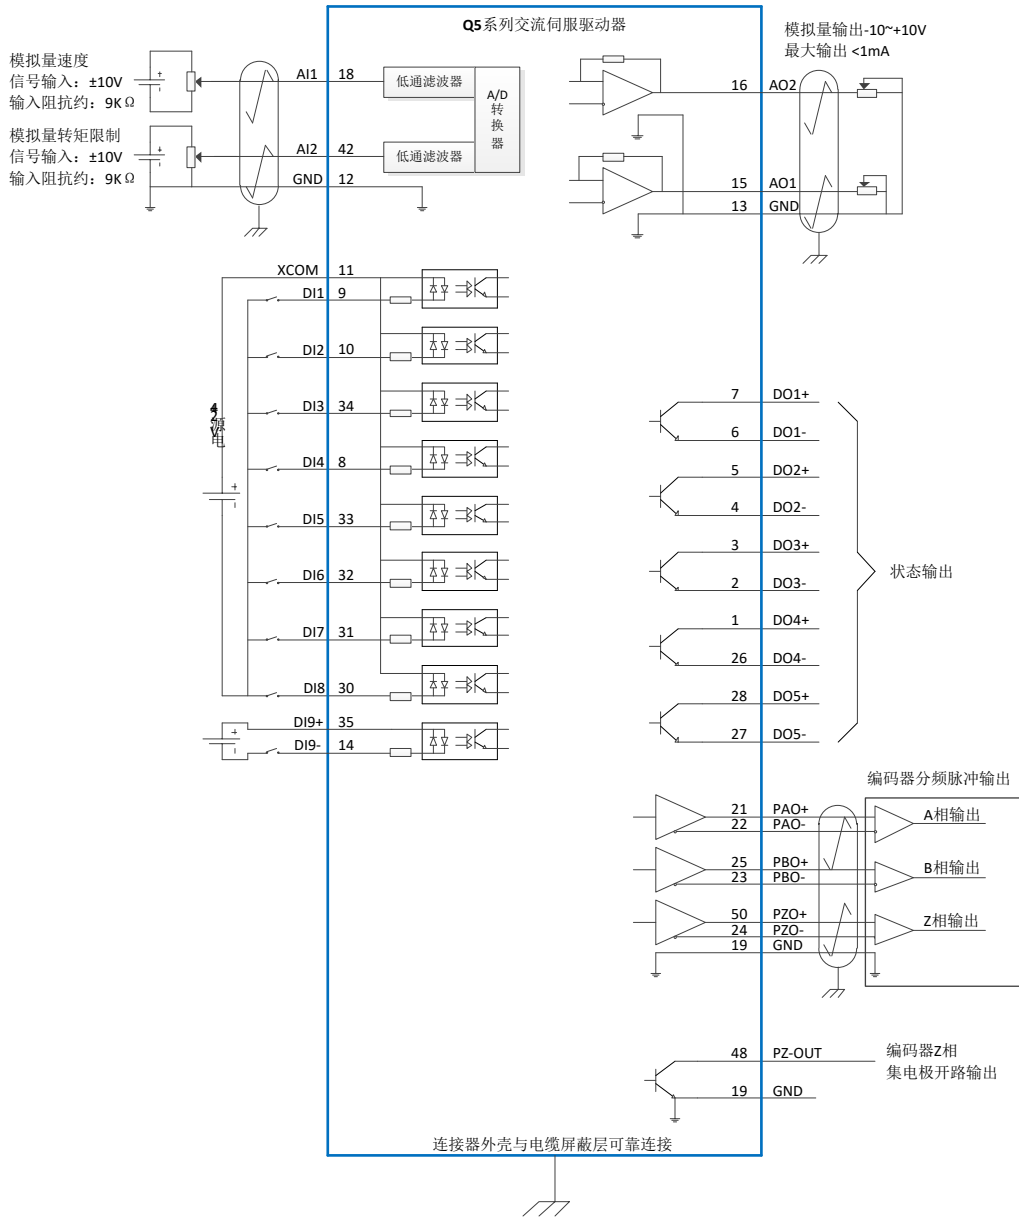 Q5系列交流伺服驱动器
模拟量速度
信号输入：±10V
输入阻抗约：9KΩ
模拟量转矩限制
信号输入：±10V
输入阻抗约：9KΩ
AI1 18
AI2 42
GND 12
低通滤波器
低通滤波器
A/D
转
换
器
模拟量输出-10~+10V
最大输出 <1mA
16 AO2
15 AO1
13 GND
XCOM 11
DI1 9
DI2 10
DI3 34
DI4 8
DI5 33
DI6 32
DI7 31
DI8 30
DI9+ 35
DI9- 14
+
-
7 DO1+
6 DO1-
5 DO2+
4 DO2-
3 DO3+
2 DO3-
1 DO4+
26 DO4-
28 DO5+
27 DO5-
状态输出
编码器分频脉冲输出
21 PAO+
22 PAO-
25 PBO+
23 PBO-
50 PZO+
24 PZO-
19 GND
A相输出
B相输出
Z相输出
48 PZ-OUT
19 GND
编码器Z相
集电极开路输出
连接器外壳与电缆屏蔽层可靠连接